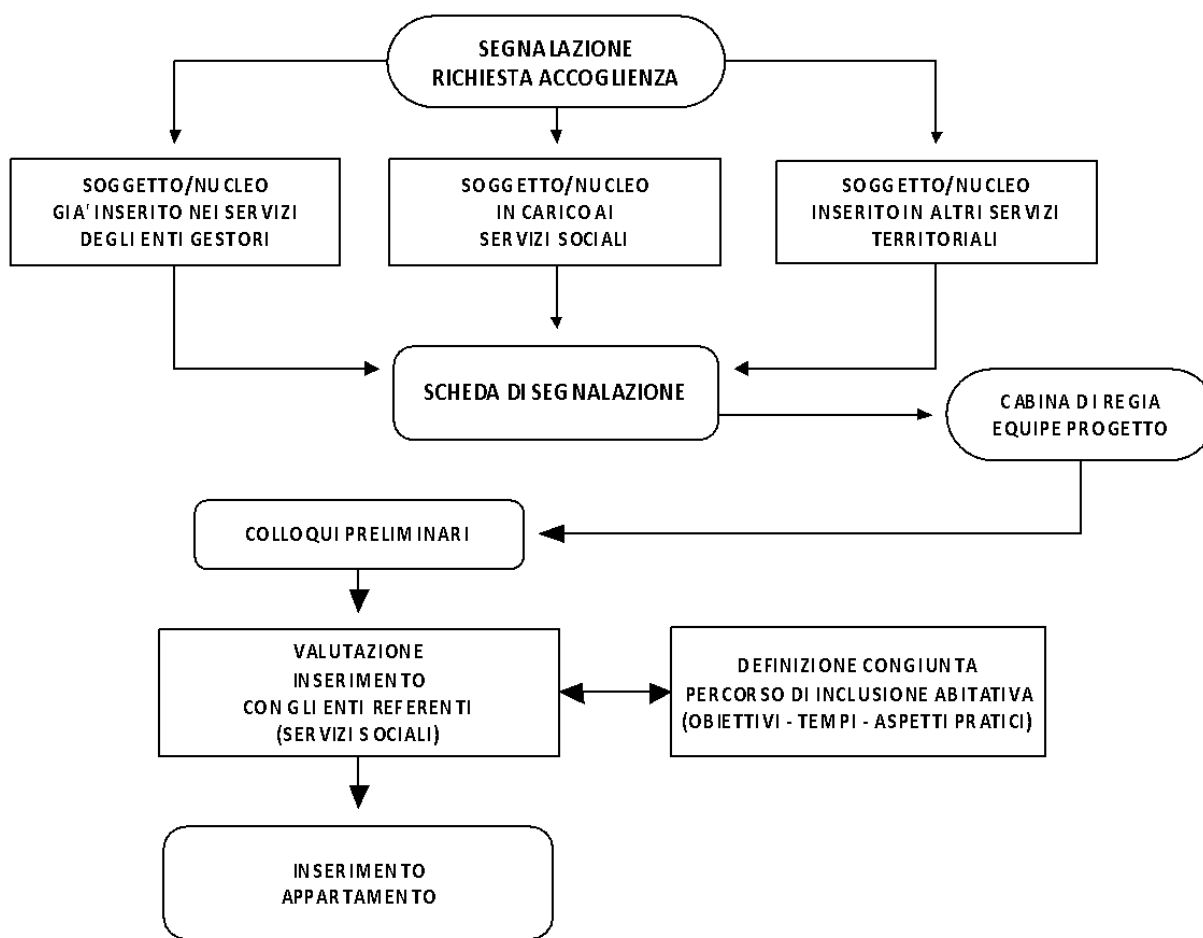 SEGNALAZIONE
RICHIESTA ACCOGLIENZA
SOGGETTO/NUCLEO
GIA' INSERITO NEI SERVIZI
DEGLI ENTI GESTORI
SOGGETTO/NUCLEO
IN CARICO AI
SERVIZI SOCIALI
SOGGETTO/NUCLEO
INSERITO IN ALTRI SERVIZI
TERRITORIALI
SCHEDA DI SEGNALAZIONE
CABINA DI REGIA
EQUIPE PROGETTO
COLLOQUI PRELIMINARI
VALUTAZIONE
INSERIMENTO
CON GLI ENTI REFERENTI
(SERVIZI SOCIALI)
DEFINIZIONE CONGIUNTA
PERCORSO DI INCLUSIONE ABITATIVA
(OBIETTIVI - TEMPI - ASPETTI PRATICI)
INSERIMENTO
APPARTAMENTO